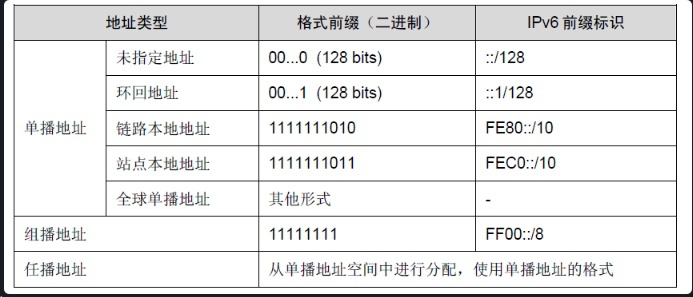 地址类型 格式前缀（二进制） IPv6 前缀标识
单播地址 未指定地址 00...0 (128 bits) ::/128
环回地址 00...1 (128 bits) ::1/128
链路本地地址 1111111010 FE80::/10
站点本地地址 1111111011 FEC0::/10
全球单播地址 其他形式 -
组播地址 11111111 FF00::/8
任播地址 从单播地址空间中进行分配，使用单播地址的格式